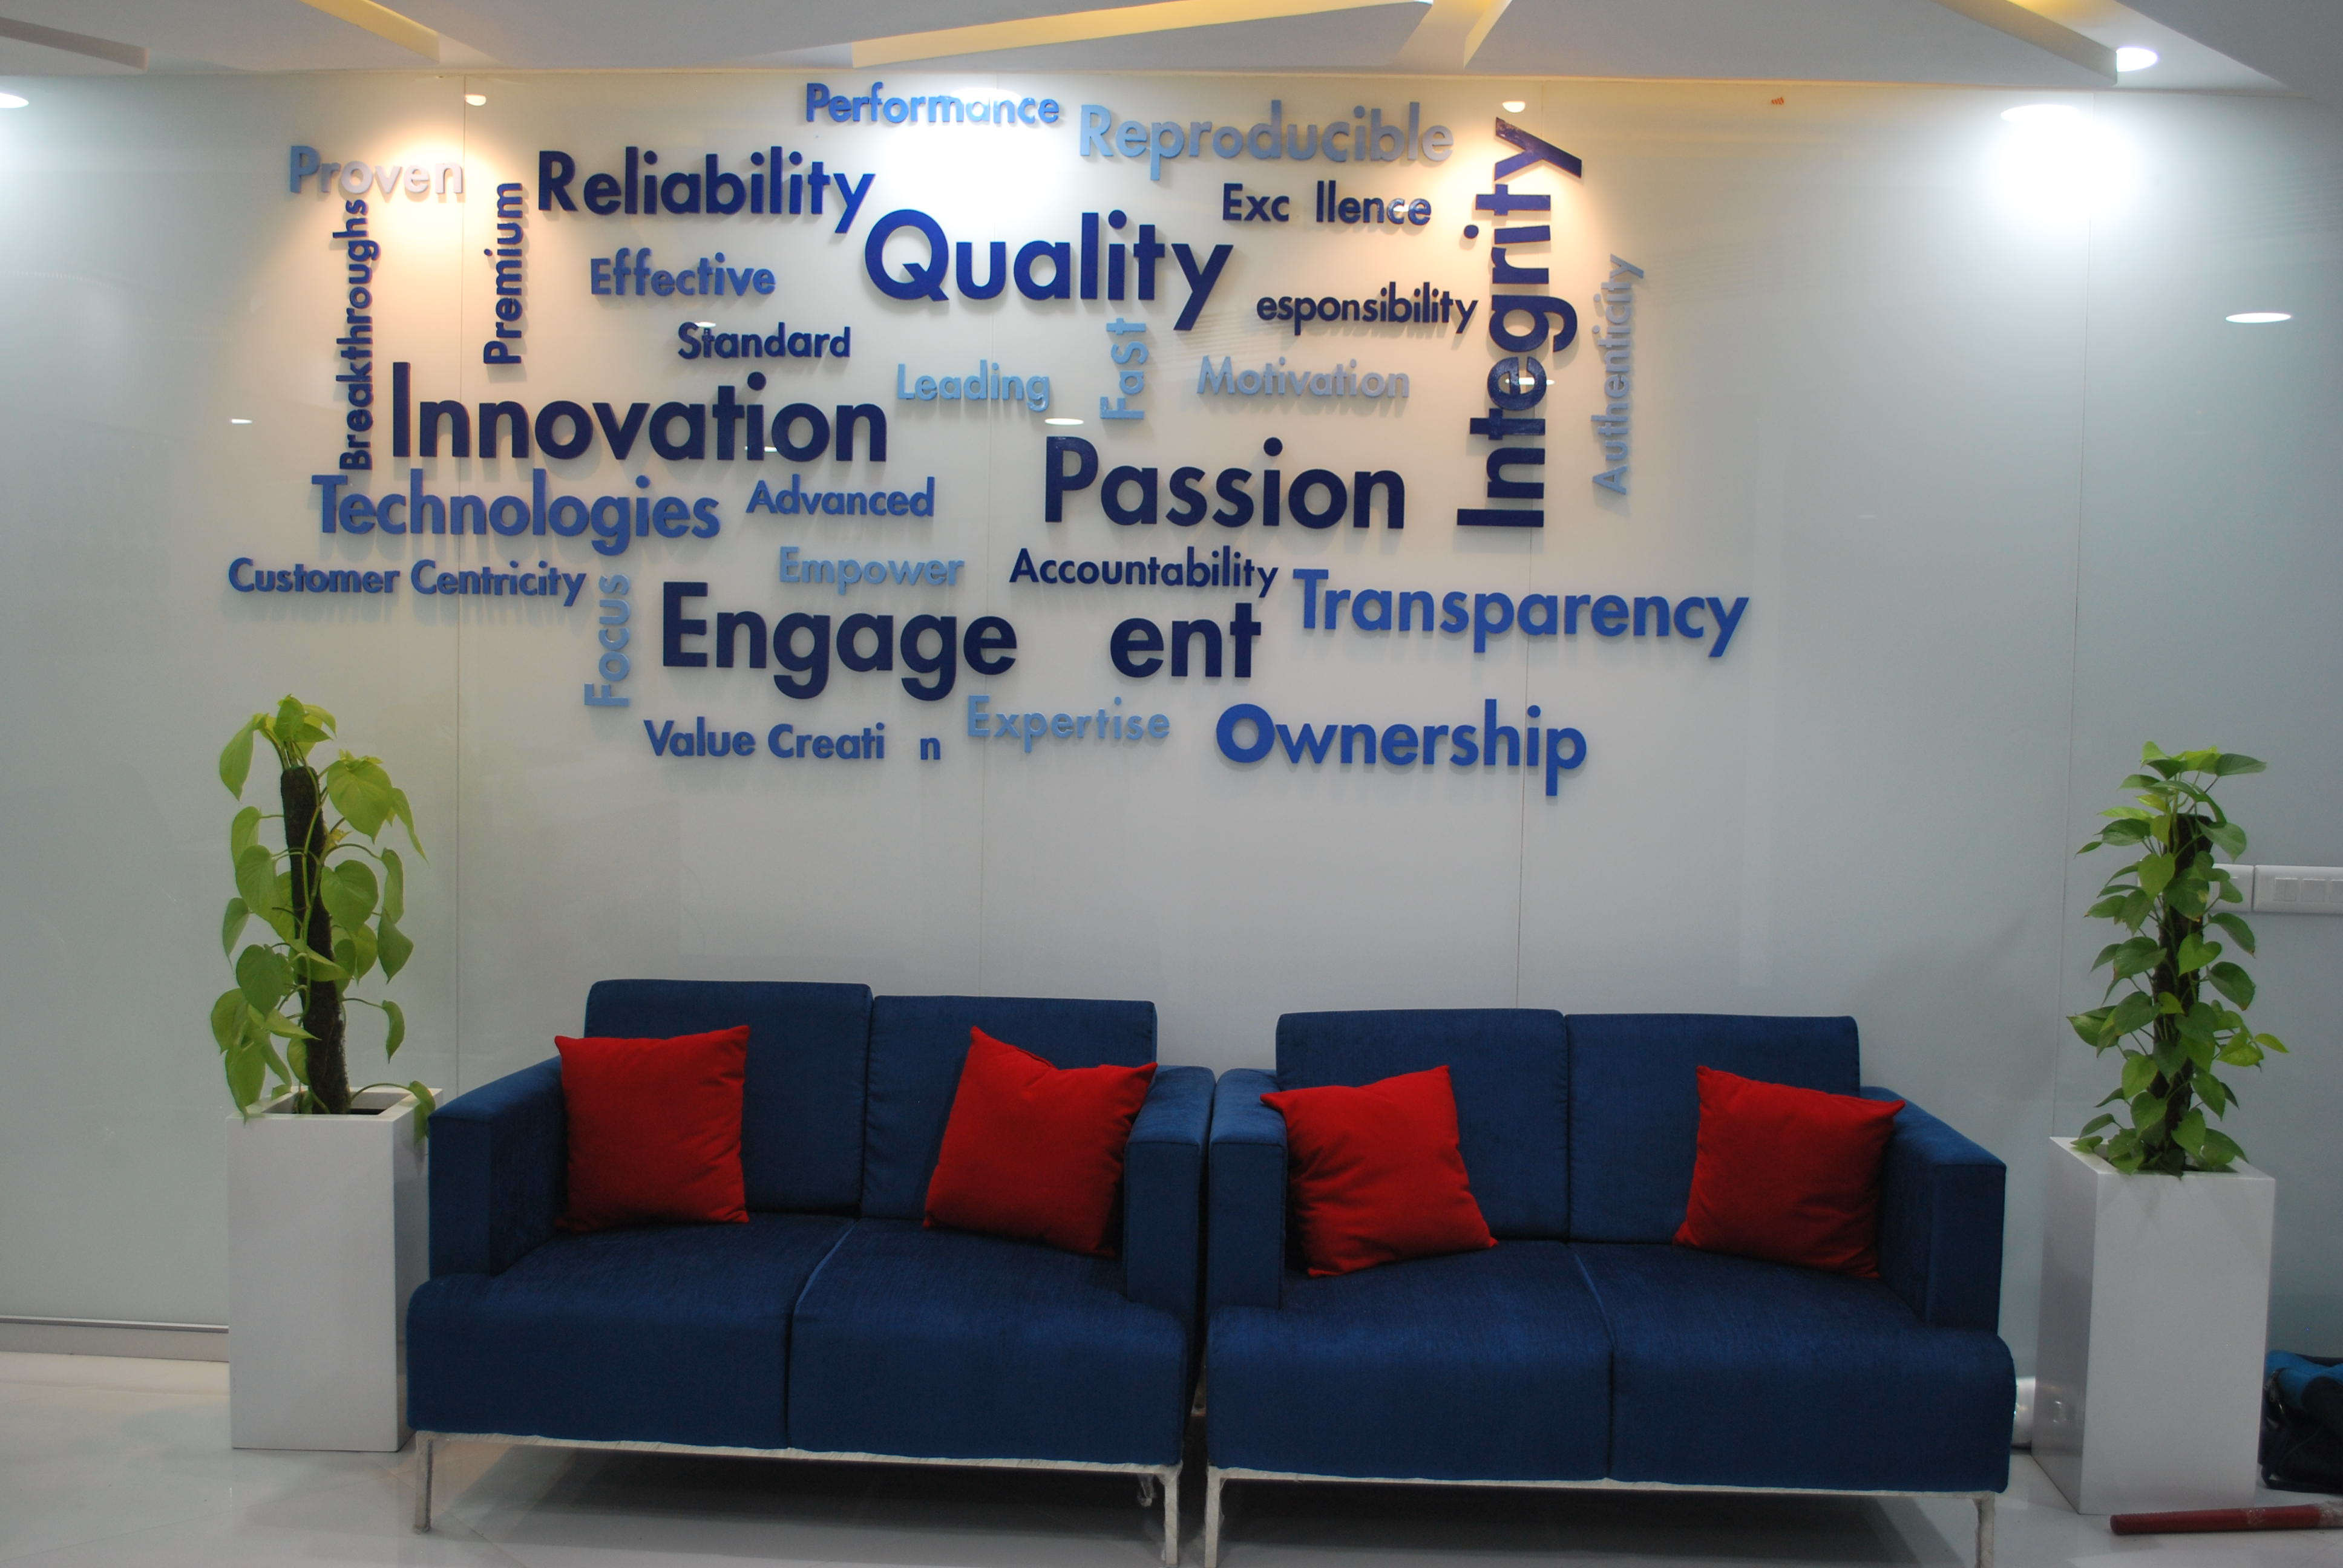 Performance
Reproducible
Proven
Reliability
Exc llence
Integrity
Premium
Breakthroughs
Quality
Effective
esponsibility
Authenticity
Standard
Fast
Leading
Motivation
Innovation
Passion
Technologies
Advanced
Customer Centricity
Empower
Accountability
Transparency
Focus
Engage ent
Value Creati n
Expertise
Ownership